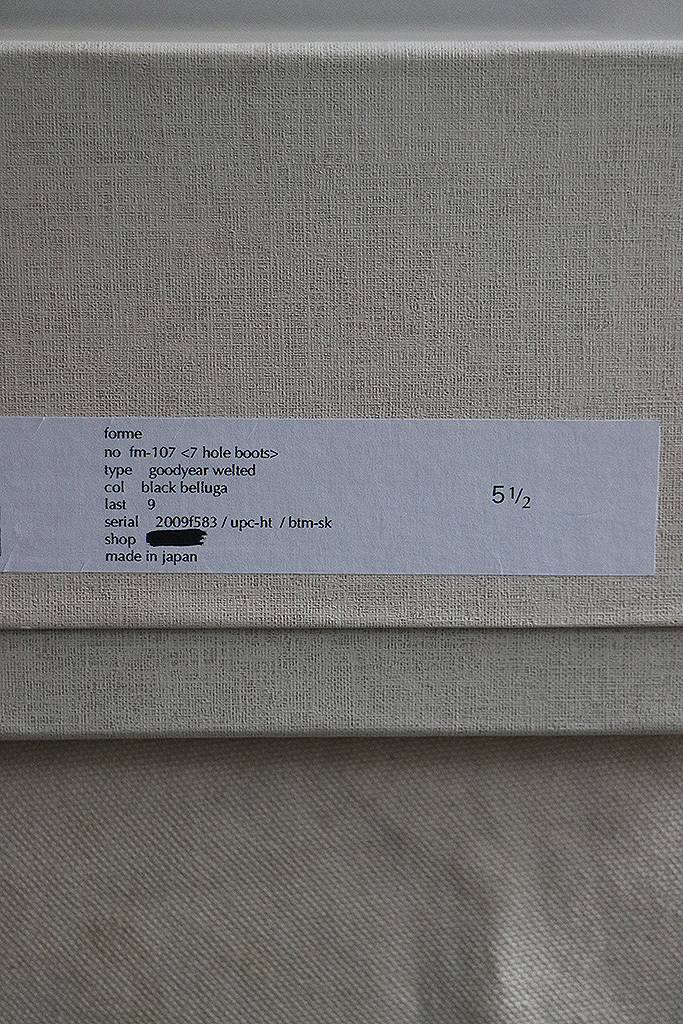 forme
no fm-107 <7 hole boots>
type goodyear welted
col black belluga
last 9
serial 2009f583 / upc-ht / btm-sk
shop
made in japan
5 1/2